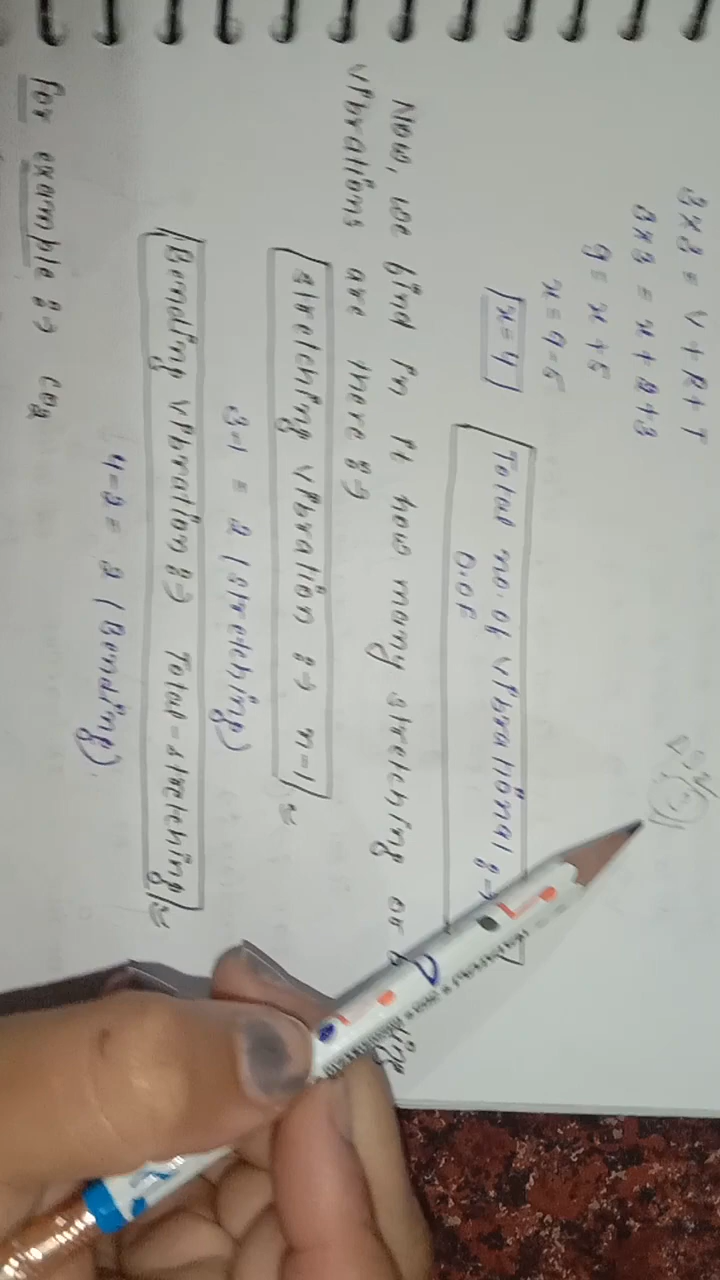 3×3 = V + R + T
3×3 = x + 2 + 3
9 = x + 5
x = 9 - 5
x = 4
Total no. of vibrational :→
D.O.F
Now, we find in it how many stretching or
vibrations are there :→
stretching vibration :→ n-1
3-1 = 2 (stretching)
Bending vibration :→ Total - stretching
4-2 = 2 (Bending)
for example :→ CO2